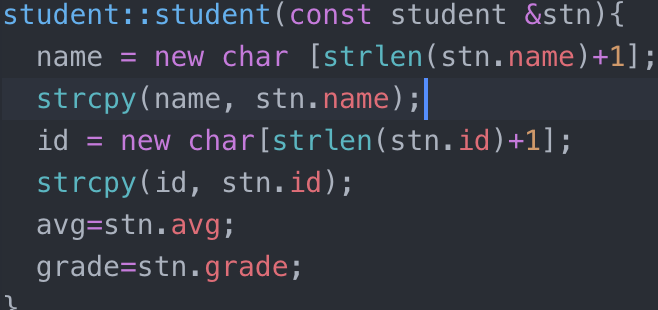 student::student(const student &stn){
name = new char [strlen(stn.name)+1];
strcpy(name, stn.name);
id = new char[strlen(stn.id)+1];
strcpy(id, stn.id);
avg=stn.avg;
grade=stn.grade;
}